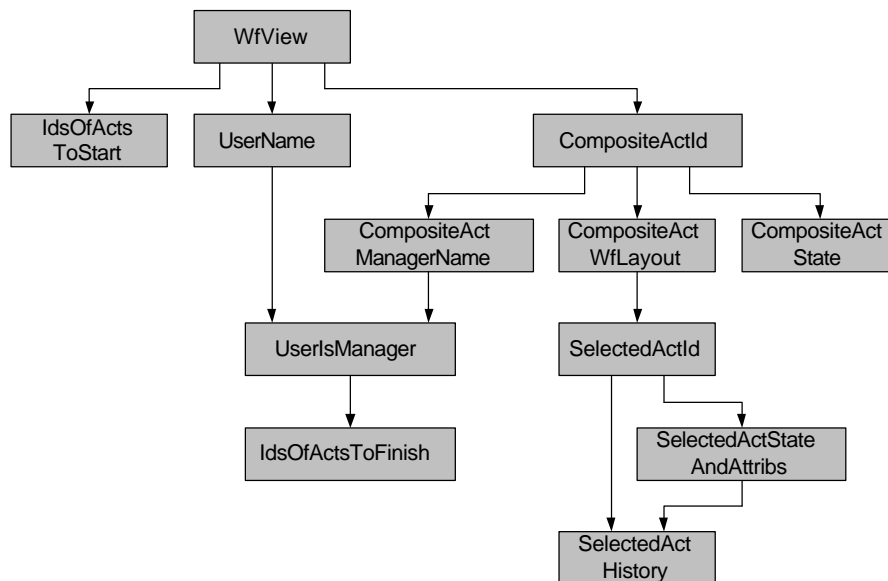 WfView
IdsOfActs
ToStart
UserName
CompositeActId
CompositeAct
ManagerName
CompositeAct
WfLayout
CompositeAct
State
UserIsManager
SelectedActId
IdsOfActsToFinish
SelectedActState
AndAttribs
SelectedAct
History